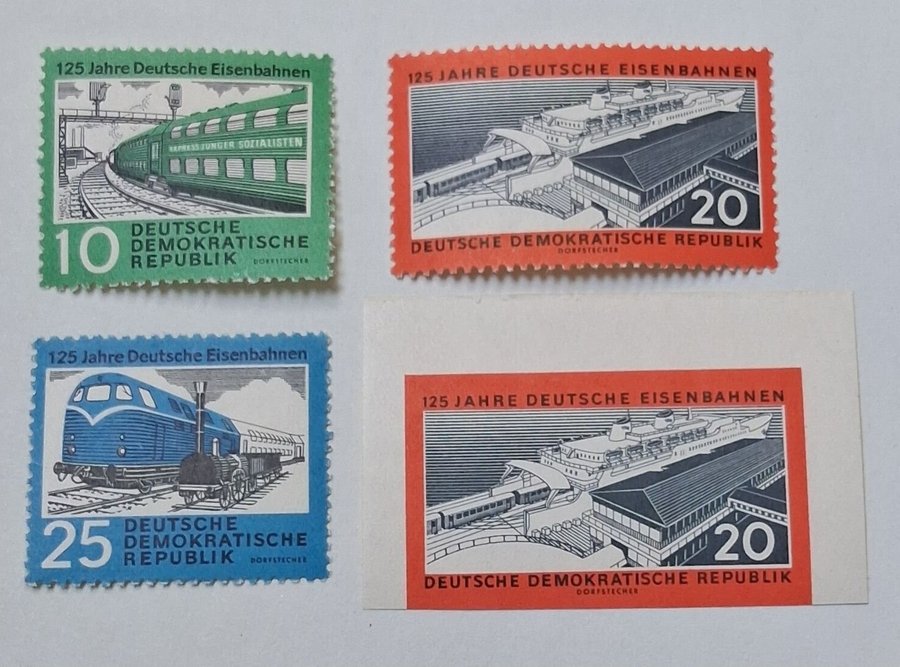 125 Jahre Deutsche Eisenbahnen
EXPRESS JUNGER SOZIALISTEN
10
DEUTSCHE
DEMOKRATISCHE
REPUBLIK DORFSTECHER
125 JAHRE DEUTSCHE EISENBAHNEN
20
DEUTSCHE DEMOKRATISCHE REPUBLIK
DORFSTECHER
125 Jahre Deutsche Eisenbahnen
25
DEUTSCHE
DEMOKRATISCHE
REPUBLIK DORFSTECHER
125 JAHRE DEUTSCHE EISENBAHNEN
20
DEUTSCHE DEMOKRATISCHE REPUBLIK
DORFSTECHER